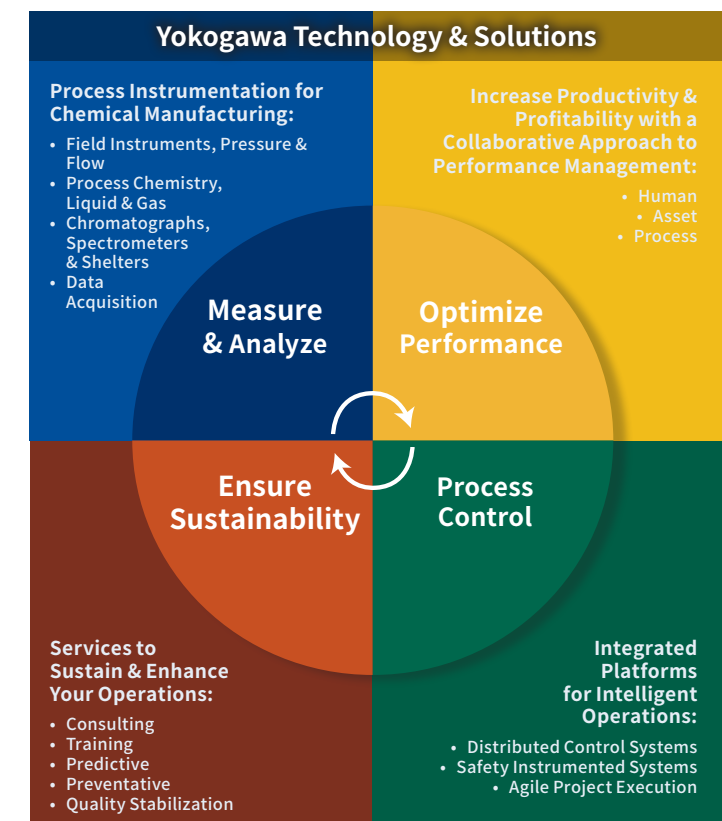 Yokogawa Technology & Solutions
Process Instrumentation for
Chemical Manufacturing:
• Field Instruments, Pressure &
Flow
• Process Chemistry,
Liquid & Gas
• Chromatographs,
Spectrometers
& Shelters
• Data
Acquisition
Increase Productivity &
Profitability with a
Collaborative Approach to
Performance Management:
• Human
• Asset
• Process
Measure
& Analyze
Optimize
Performance
Ensure
Sustainability
Process
Control
Services to
Sustain & Enhance
Your Operations:
• Consulting
• Training
• Predictive
• Preventative
• Quality Stabilization
Integrated
Platforms
for Intelligent
Operations:
• Distributed Control Systems
• Safety Instrumented Systems
• Agile Project Execution